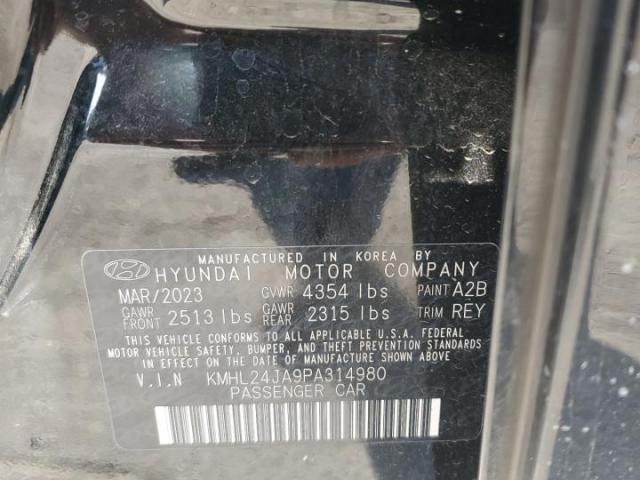 MANUFACTURED IN KOREA BY
HYUNDAI MOTOR COMPANY
MAR/2023 GVWR 4354 lbs PAINT A2B
GAWR FRONT 2513 lbs GAWR REAR 2315 lbs TRIM REY
THIS VEHICLE CONFORMS TO ALL APPLICABLE U.S.A. FEDERAL
MOTOR VEHICLE SAFETY, BUMPER, AND THEFT PREVENTION STANDARDS
IN EFFECT ON THE DATE OF MANUFACTURE SHOWN ABOVE.
V.I.N KMHL24JA9PA314980
PASSENGER CAR